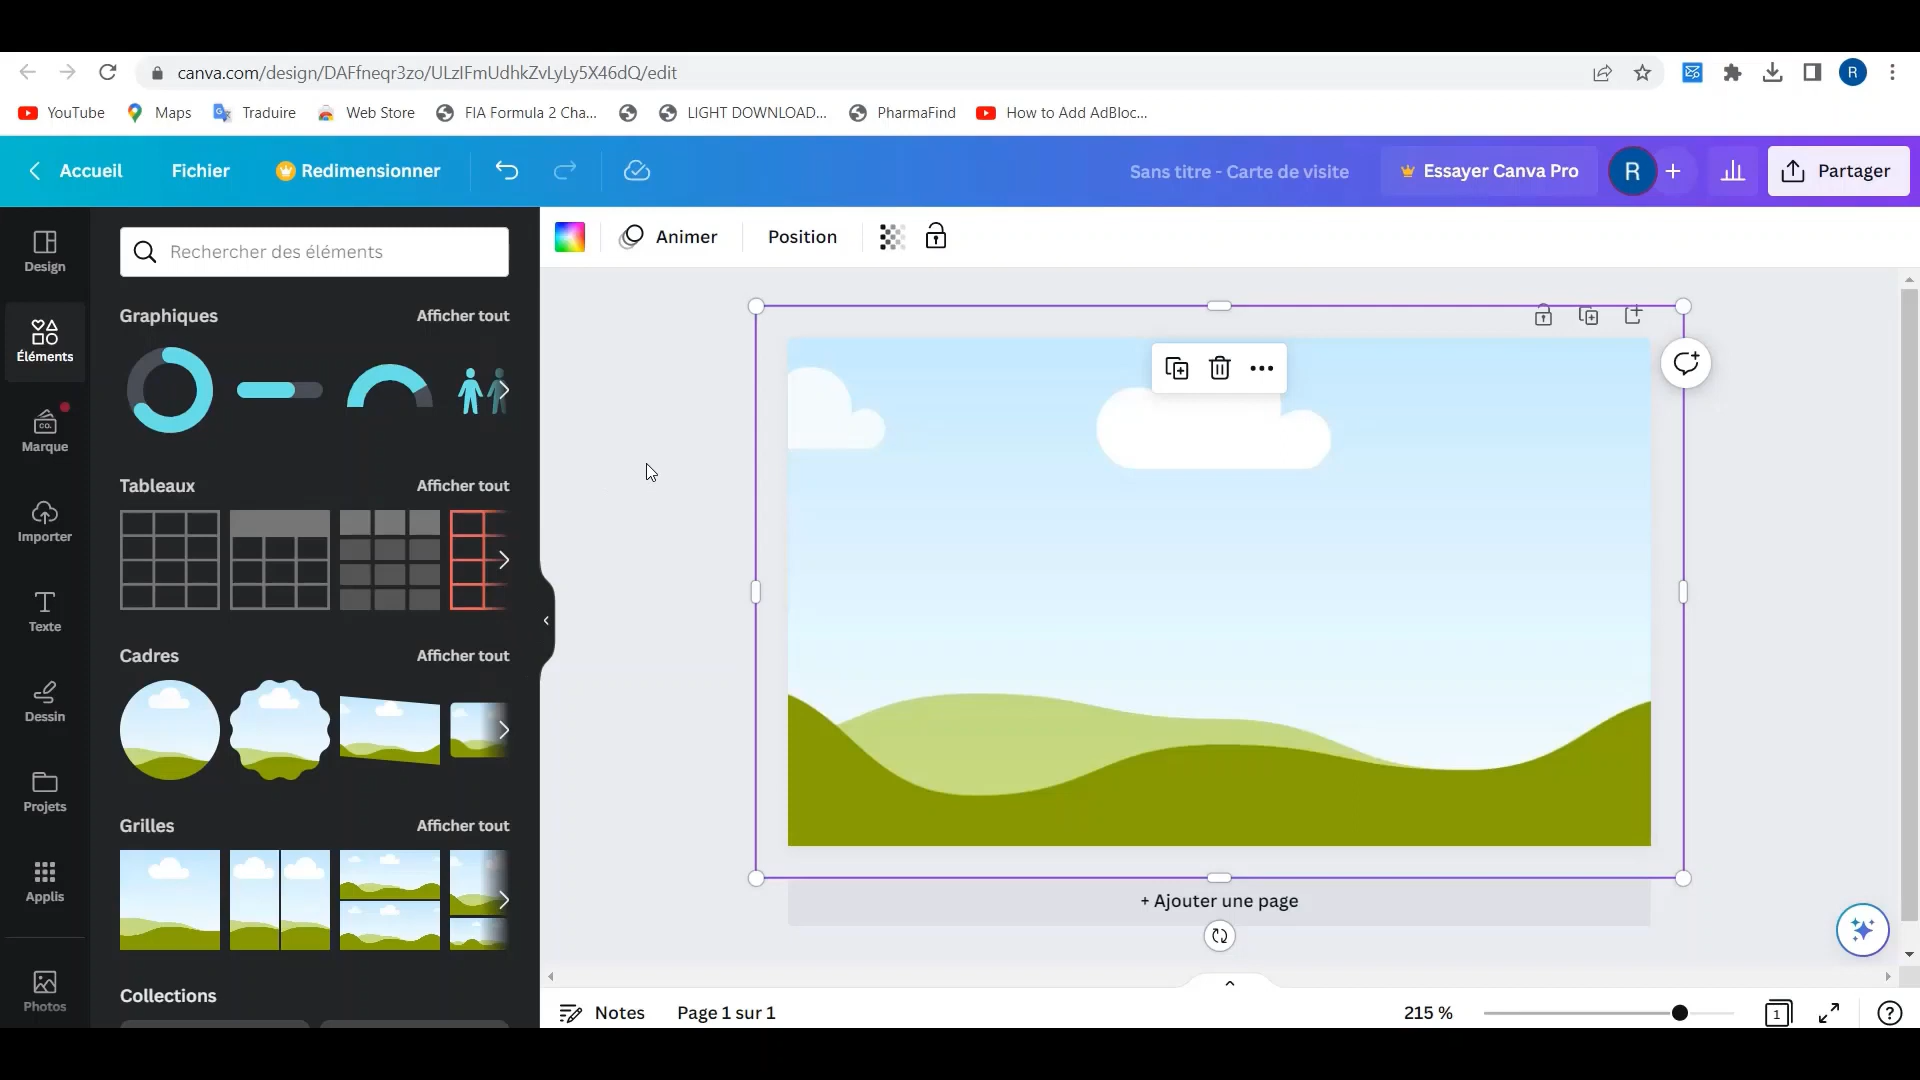 canva.com/design/DAFfneqr3zo/ULzIFmUdhkZvLyLy5X46dQ/edit
R
YouTube
Maps
Traduire
Web Store
FIA Formula 2 Cha...
LIGHT DOWNLOAD...
PharmaFind
How to Add AdBloc...
Accueil
Fichier
Redimensionner
Sans titre - Carte de visite
Essayer Canva Pro
R
+
Partager
Design
Éléments
Marque
CO.
Importer
Texte
Dessin
Projets
Applis
Photos
Rechercher des éléments
Graphiques
Afficher tout
Tableaux
Afficher tout
Cadres
Afficher tout
Grilles
Afficher tout
Collections
Animer
Position
+ Ajouter une page
Notes
Page 1 sur 1
215 %
1
?